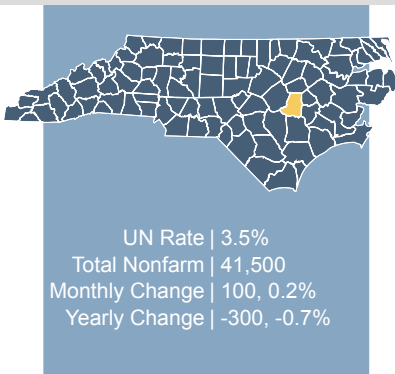 UN Rate | 3.5%
Total Nonfarm | 41,500
Monthly Change | 100, 0.2%
Yearly Change | -300, -0.7%